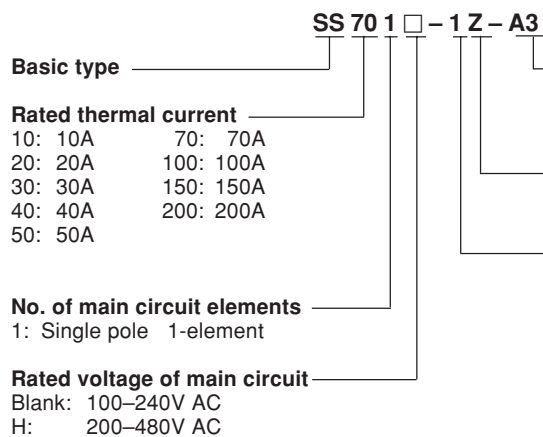 SS 70 1 □ – 1 Z – A3
Basic type
Rated thermal current
10: 10A 70: 70A
20: 20A 100: 100A
30: 30A 150: 150A
40: 40A 200: 200A
50: 50A
No. of main circuit elements
1: Single pole 1-element
Rated voltage of main circuit
Blank: 100–240V AC
H: 200–480V AC